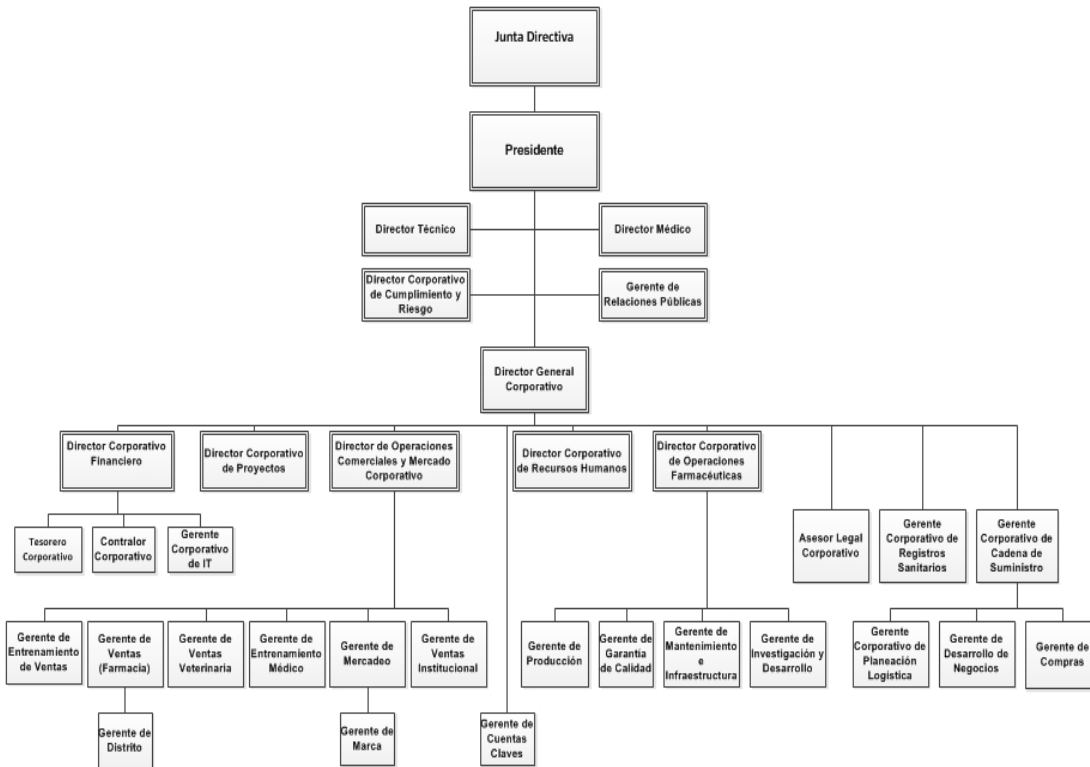 Junta Directiva
Presidente
Director Técnico
Director Médico
Director Corporativo
de Cumplimiento y
Riesgo
Gerente de
Relaciones Públicas
Director General
Corporativo
Director Corporativo
Financiero
Director Corporativo
de Proyectos
Director de Operaciones
Comerciales y Mercado
Corporativo
Director Corporativo
de Recursos Humanos
Director Corporativo
de Operaciones
Farmacéuticas
Tesorero
Corporativo
Contralor
Corporativo
Gerente
Corporativo
de IT
Asesor Legal
Corporativo
Gerente
Corporativo de
Registros
Sanitarios
Gerente
Corporativo de
Cadena de
Suministro
Gerente de
Entrenamiento
de Ventas
Gerente de
Ventas
(Farmacia)
Gerente de
Ventas
Veterinaria
Gerente de
Entrenamiento
Médico
Gerente de
Mercadeo
Gerente de
Ventas
Institucional
Gerente de
Producción
Gerente de
Garantía
de Calidad
Gerente de
Mantenimiento
e
Infraestructura
Gerente de
Investigación y
Desarrollo
Gerente
Corporativo de
Planeación
Logística
Gerente de
Desarrollo de
Negocios
Gerente de
Compras
Gerente de
Distrito
Gerente de
Marca
Gerente de
Cuentas
Claves